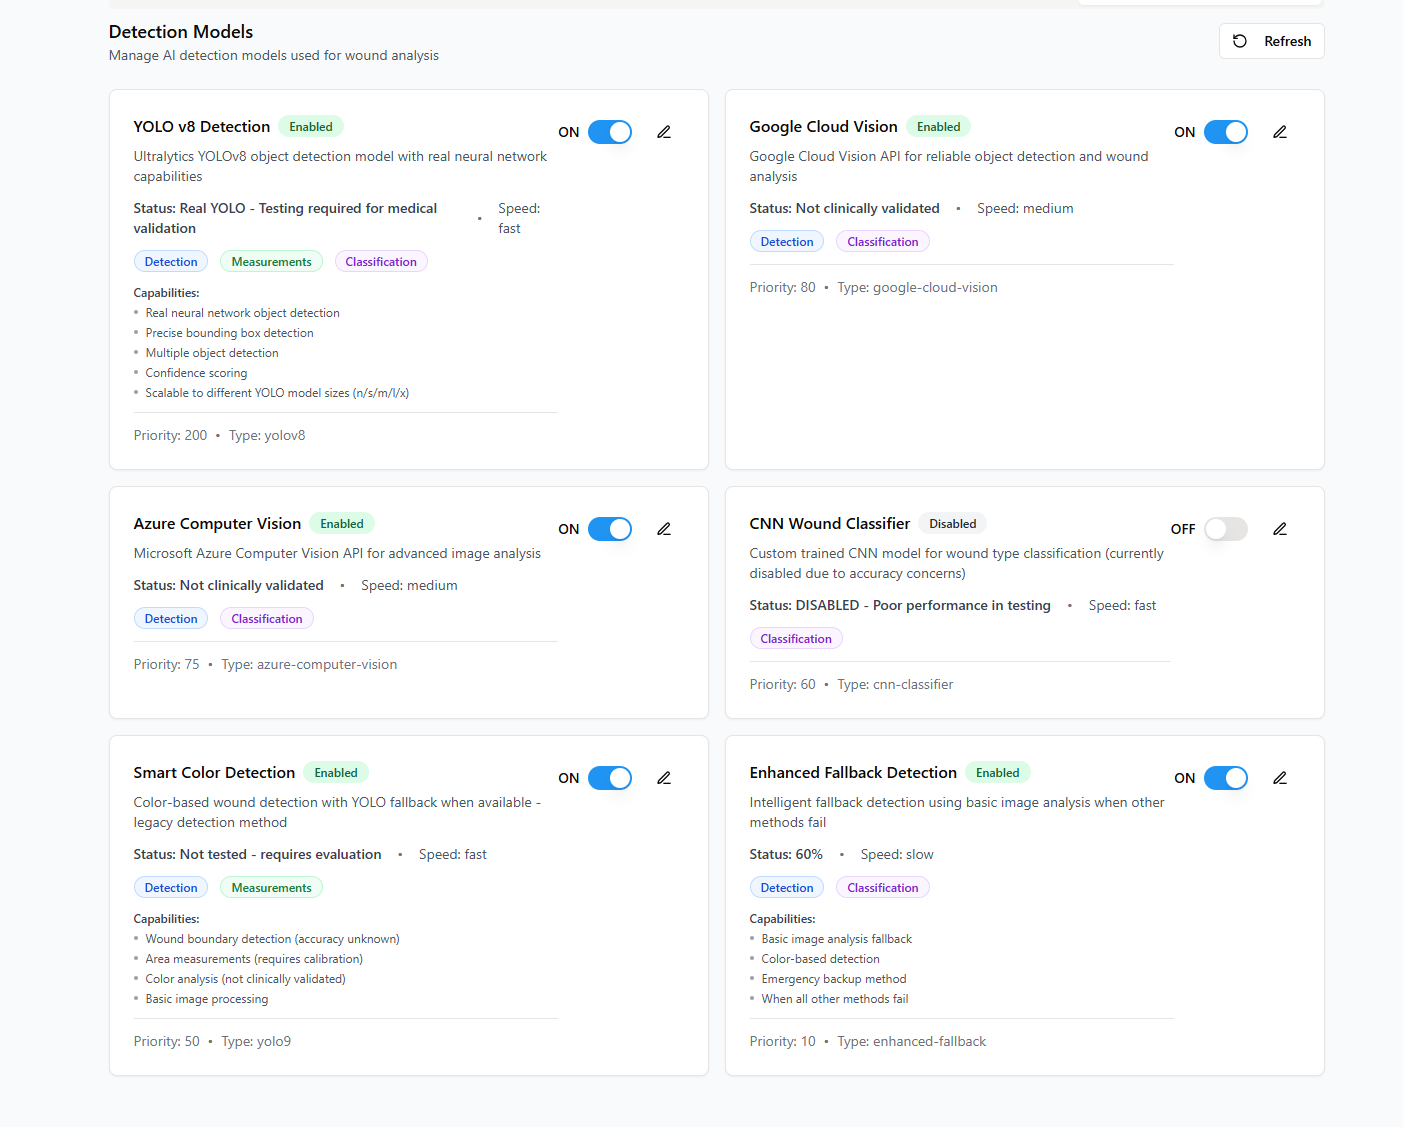 Detection Models
Manage AI detection models used for wound analysis
Refresh
YOLO v8 Detection
Enabled
ON
Ultralytics YOLOv8 object detection model with real neural network
capabilities
Status: Real YOLO - Testing required for medical
validation
•
Speed:
fast
Detection
Measurements
Classification
Capabilities:
• Real neural network object detection
• Precise bounding box detection
• Multiple object detection
• Confidence scoring
• Scalable to different YOLO model sizes (n/s/m/l/x)
Priority: 200 • Type: yolov8
Google Cloud Vision
Enabled
ON
Google Cloud Vision API for reliable object detection and wound
analysis
Status: Not clinically validated • Speed: medium
Detection
Classification
Priority: 80 • Type: google-cloud-vision
Azure Computer Vision
Enabled
ON
Microsoft Azure Computer Vision API for advanced image analysis
Status: Not clinically validated • Speed: medium
Detection
Classification
Priority: 75 • Type: azure-computer-vision
CNN Wound Classifier
Disabled
OFF
Custom trained CNN model for wound type classification (currently
disabled due to accuracy concerns)
Status: DISABLED - Poor performance in testing • Speed: fast
Classification
Priority: 60 • Type: cnn-classifier
Smart Color Detection
Enabled
ON
Color-based wound detection with YOLO fallback when available -
legacy detection method
Status: Not tested - requires evaluation • Speed: fast
Detection
Measurements
Capabilities:
• Wound boundary detection (accuracy unknown)
• Area measurements (requires calibration)
• Color analysis (not clinically validated)
• Basic image processing
Priority: 50 • Type: yolo9
Enhanced Fallback Detection
Enabled
ON
Intelligent fallback detection using basic image analysis when other
methods fail
Status: 60% • Speed: slow
Detection
Classification
Capabilities:
• Basic image analysis fallback
• Color-based detection
• Emergency backup method
• When all other methods fail
Priority: 10 • Type: enhanced-fallback